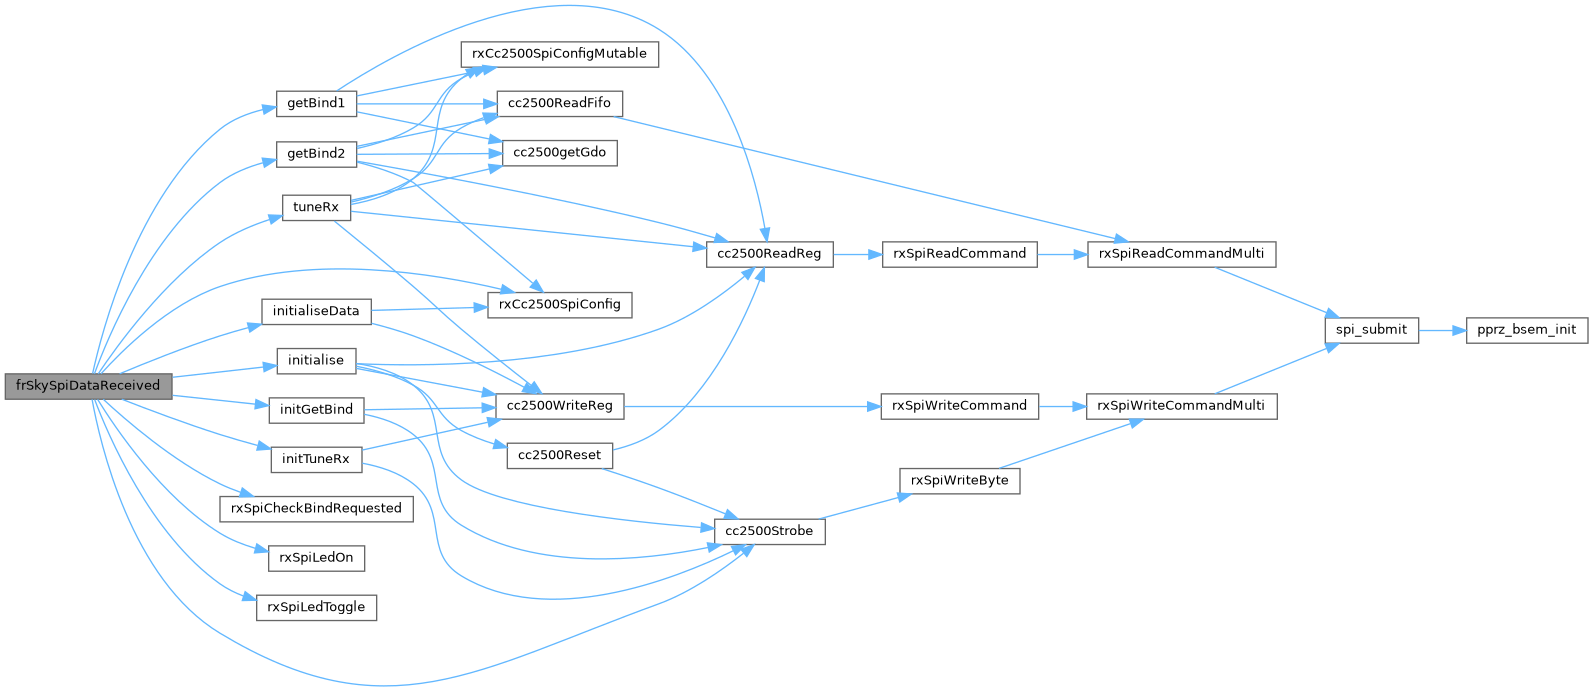 rxCc2500SpiConfigMutable
getBind1
cc2500ReadFifo
getBind2
cc2500getGdo
tuneRx
cc2500ReadReg
rxSpiReadCommand
rxSpiReadCommandMulti
rxCc2500SpiConfig
initialiseData
spi_submit
pprz_bsem_init
initialise
frSkySpiDataReceived
initGetBind
cc2500WriteReg
rxSpiWriteCommand
rxSpiWriteCommandMulti
initTuneRx
cc2500Reset
rxSpiWriteByte
rxSpiCheckBindRequested
cc2500Strobe
rxSpiLedOn
rxSpiLedToggle